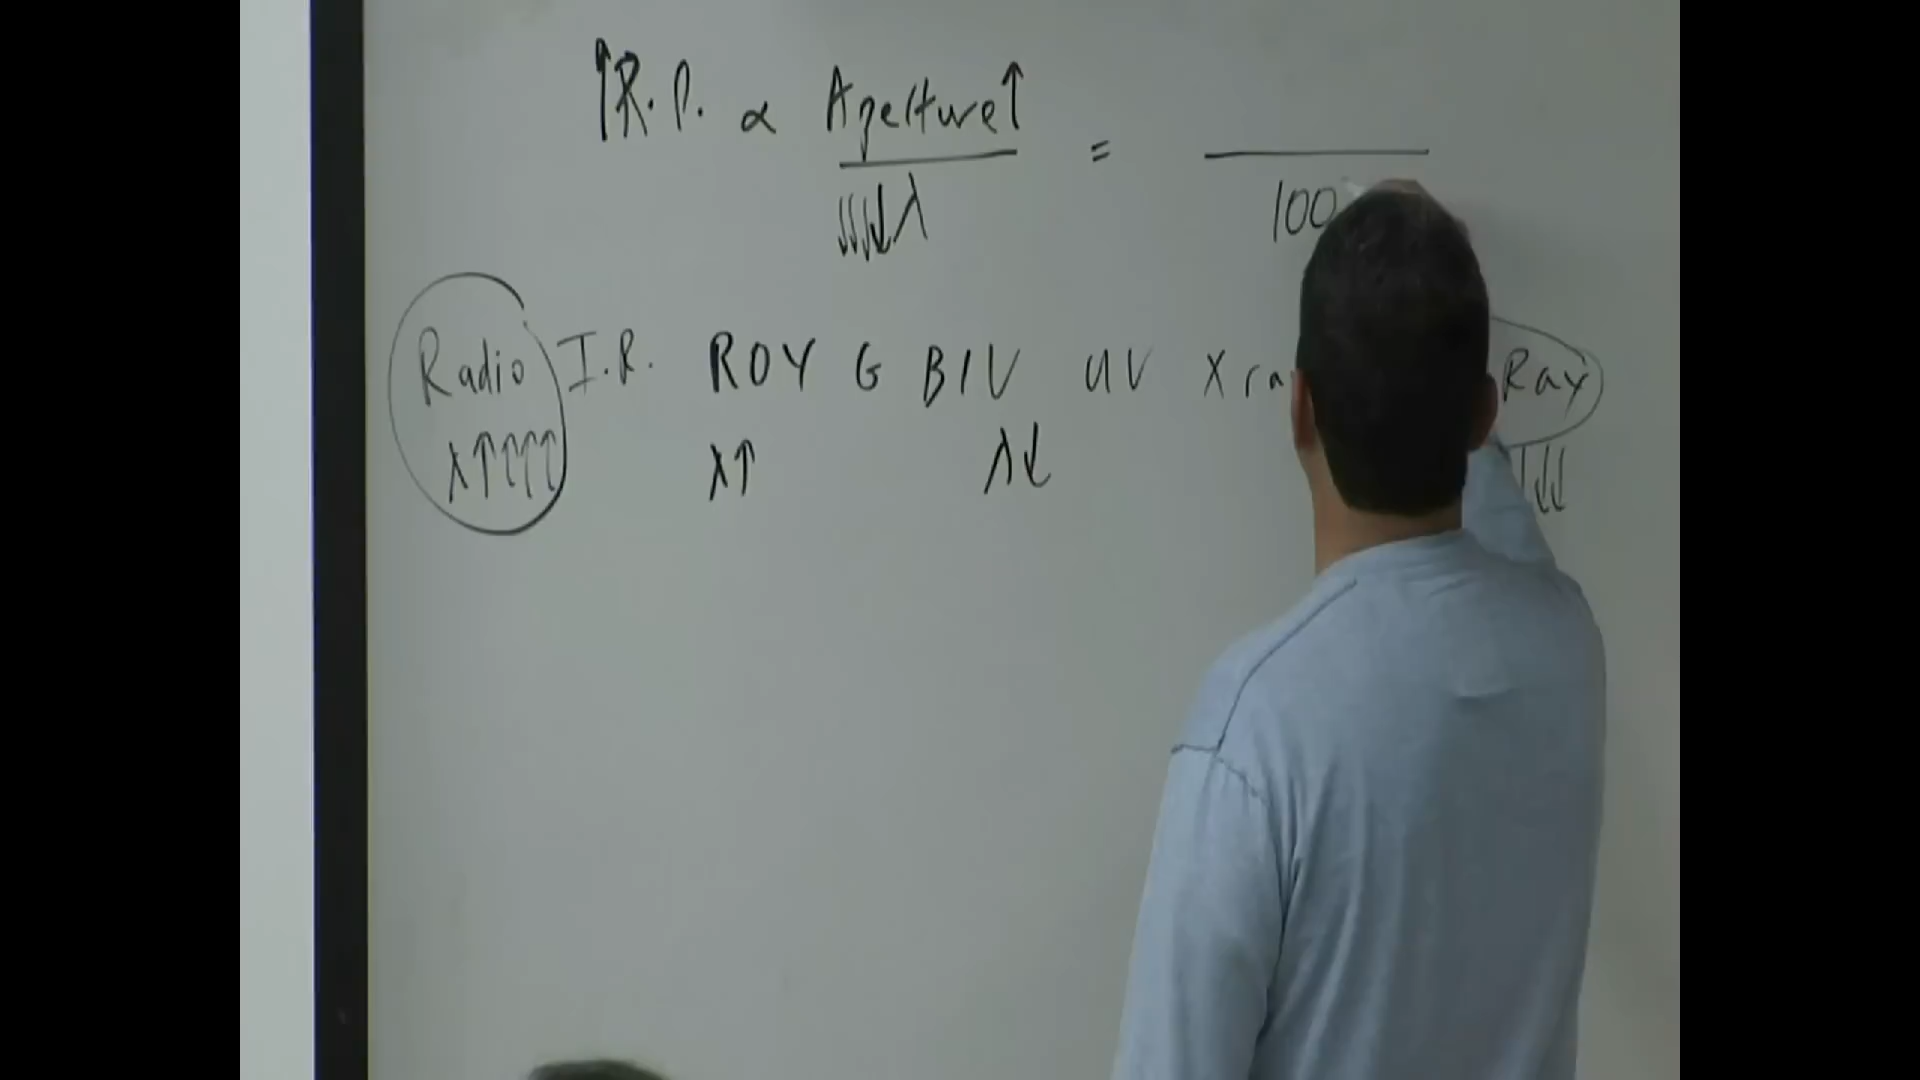 ↑R.P. ∝ Aperture↑ =
↓↓↓↓λ 100
Radio I.R. ROY G BIV UV X ra Ray
λ↑↑↑↑ λ↑ λ↓ ↓↓↓